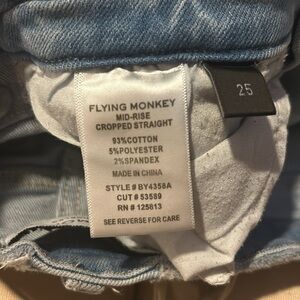 FLYING MONKEY
MID-RISE
CROPPED STRAIGHT
93%COTTON
5%POLYESTER
2%SPANDEX
MADE IN CHINA
STYLE # BY4358A
CUT # 53589
RN # 125813
SEE REVERSE FOR CARE
25